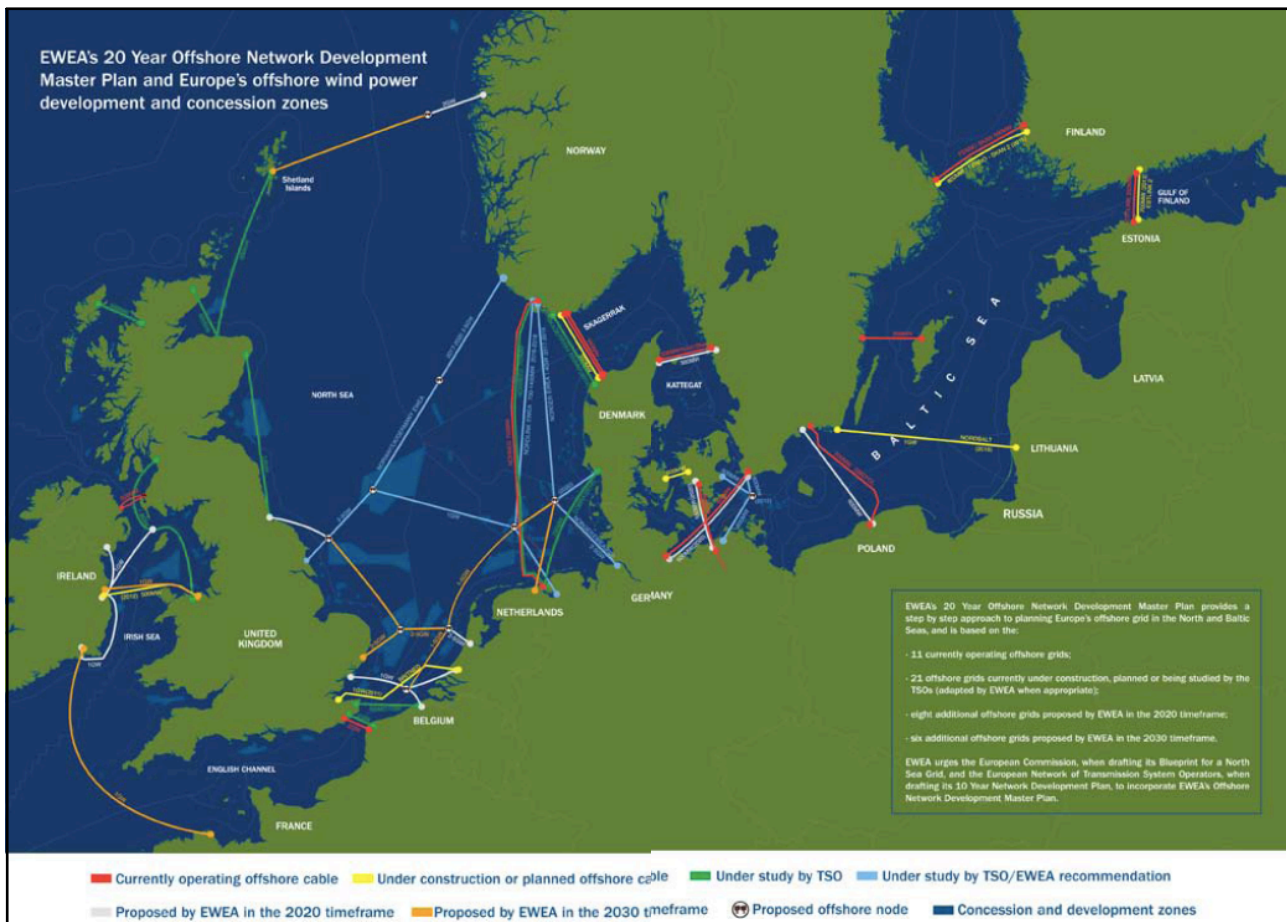 EWEA's 20 Year Offshore Network Development
Master Plan and Europe's offshore wind power
development and concession zones
FINLAND
NORWAY
Shetland
Islands
GULF OF
FINLAND
ESTONIA
SKAGERRAK
BALTIC SEA
NORTH SEA
KATTEGAT
LATVIA
DENMARK
NORDBALT
LITHUANIA
RUSSIA
POLAND
IRELAND
NETHERLANDS
GER
MANY
IRISH SEA
UNITED
KINGDOM
BELGIUM
ENGLISH CHANNEL
FRANCE
EWEA's 20 Year Offshore Network Development Master Plan provides a
step by step approach to planning Europe's offshore grid in the North and Baltic
Seas, and is based on the:
- 11 currently operating offshore grids;
- 21 offshore grids currently under construction, planned or being studied by the
TSOs (adapted by EWEA when appropriate);
- eight additional offshore grids proposed by EWEA in the 2020 timeframe;
- six additional offshore grids proposed by EWEA in the 2030 timeframe.
EWEA urges the European Commission, when drafting its Blueprint for a North
Sea Grid, and the European Network of Transmission System Operators, when
drafting its 10 Year Network Development Plan, to incorporate EWEA's Offshore
Network Development Master Plan.
Currently operating offshore cable
Under construction or planned offshore ca
ble
Under study by TSO
Under study by TSO/EWEA recommendation
Proposed by EWEA in the 2020 timeframe
Proposed by EWEA in the 2030 t
meframe
Proposed offshore node
Concession and development zones